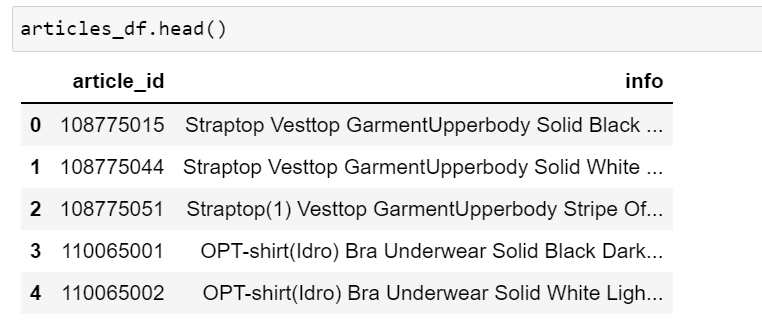 articles_df.head()
article_id info
0 108775015 Straptop Vesttop GarmentUpperbody Solid Black ...
1 108775044 Straptop Vesttop GarmentUpperbody Solid White ...
2 108775051 Straptop(1) Vesttop GarmentUpperbody Stripe Of...
3 110065001 OPT-shirt(Idro) Bra Underwear Solid Black Dark...
4 110065002 OPT-shirt(Idro) Bra Underwear Solid White Ligh...